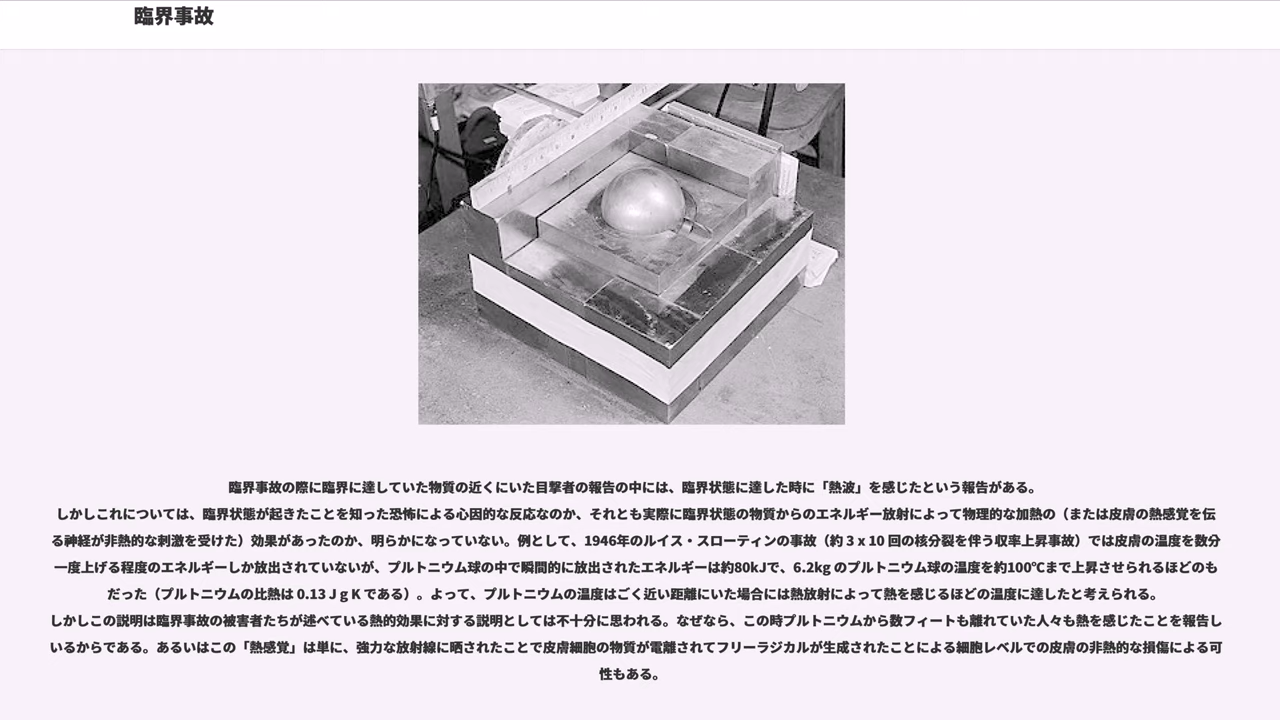 臨界事故
臨界事故の際に臨界に達していた物質の近くにいた目撃者の報告の中には、臨界状態に達した時に「熱波」を感じたという報告がある。
しかしこれについては、臨界状態が起きたことを知った恐怖による心因的な反応なのか、それとも実際に臨界状態の物質からのエネルギー放射によって物理的な加熱の（または皮膚の熱感覚を伝
る神経が非熱的な刺激を受けた）効果があったのか、明らかになっていない。例として、1946年のルイス・スローティンの事故（約 3 x 10 回の核分裂を伴う収率上昇事故）では皮膚の温度を数分
一度上げる程度のエネルギーしか放出されていないが、プルトニウム球の中で瞬間的に放出されたエネルギーは約80kJで、6.2kg のプルトニウム球の温度を約100℃まで上昇させられるほどのも
だった（プルトニウムの比熱は 0.13 J g K である）。よって、プルトニウムの温度はごく近い距離にいた場合には熱放射によって熱を感じるほどの温度に達したと考えられる。
しかしこの説明は臨界事故の被害者たちが述べている熱的効果に対する説明としては不十分に思われる。なぜなら、この時プルトニウムから数フィートも離れていた人々も熱を感じたことを報告し
いるからである。あるいはこの「熱感覚」は単に、強力な放射線に晒されたことで皮膚細胞の物質が電離されてフリーラジカルが生成されたことによる細胞レベルでの皮膚の非熱的な損傷による可
性もある。